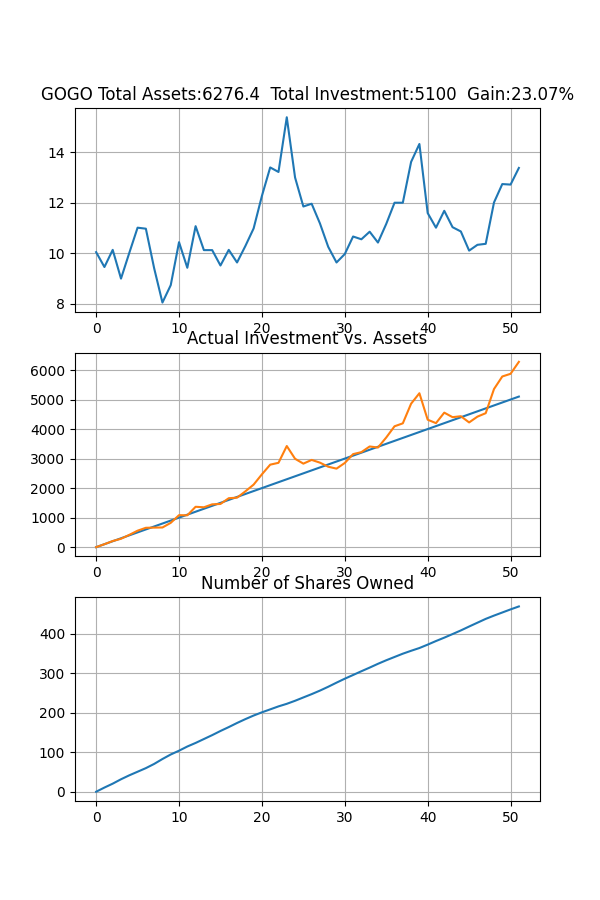 GOGO Total Assets:6276.4  Total Investment:5100  Gain:23.07%
14
12
10
8
0 10 20 30 40 50
Actual Investment vs. Assets
6000
5000
4000
3000
2000
1000
0
0 10 20 30 40 50
Number of Shares Owned
400
300
200
100
0
0 10 20 30 40 50